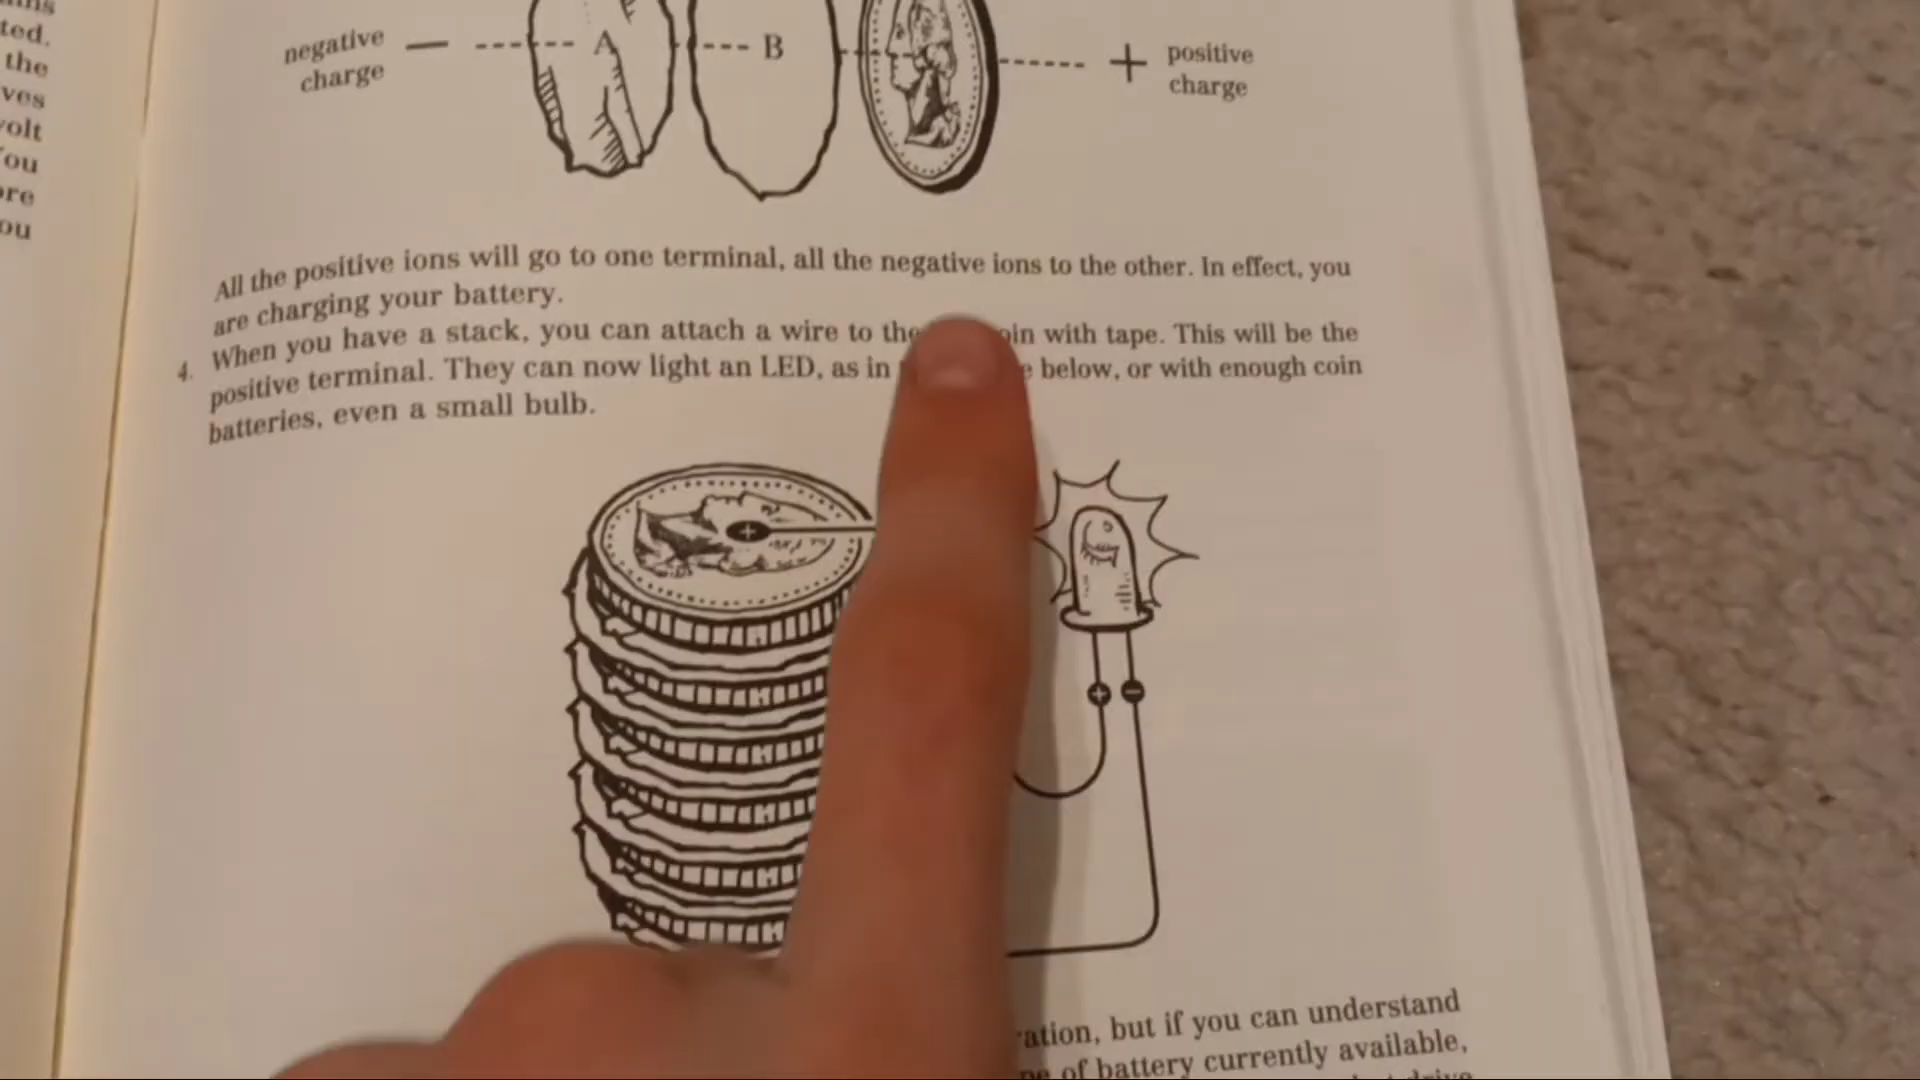 ted.
the
ves
volt
You
ore
ou
negative
charge
A
B
+ positive
charge
All the positive ions will go to one terminal, all the negative ions to the other. In effect, you
are charging your battery.
4. When you have a stack, you can attach a wire to the coin with tape. This will be the
positive terminal. They can now light an LED, as in below, or with enough coin
batteries, even a small bulb.
+
+ −
ation, but if you can understand
of battery currently available,